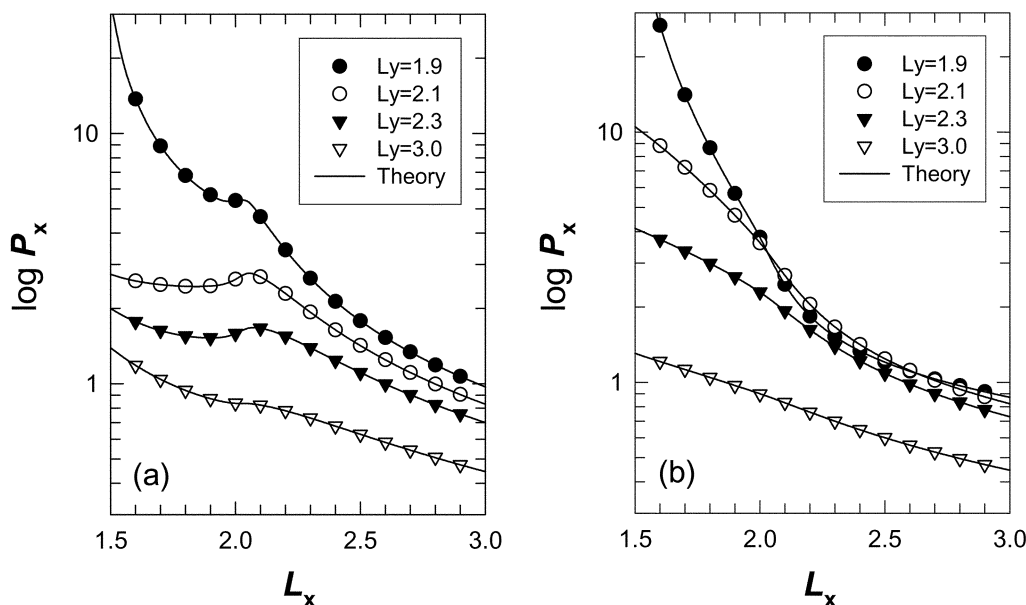 Ly=1.9
Ly=2.1
Ly=2.3
Ly=3.0
Theory
10
1
log Px
(a)
1.5 2.0 2.5 3.0
Lx
Ly=1.9
Ly=2.1
Ly=2.3
Ly=3.0
Theory
10
1
log Px
(b)
1.5 2.0 2.5 3.0
Lx